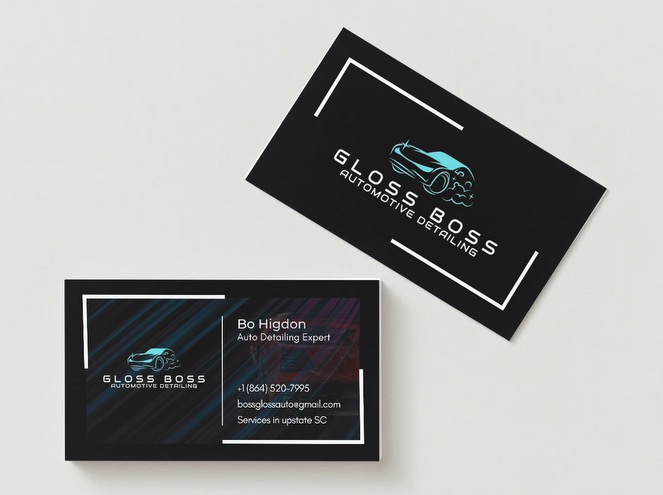 GLOSS BOSS
AUTOMOTIVE DETAILING
GLOSS BOSS
AUTOMOTIVE DETAILING
Bo Higdon
Auto Detailing Expert
+1 (864) 520-7995
bossglossauto@gmail.com
Services in upstate SC